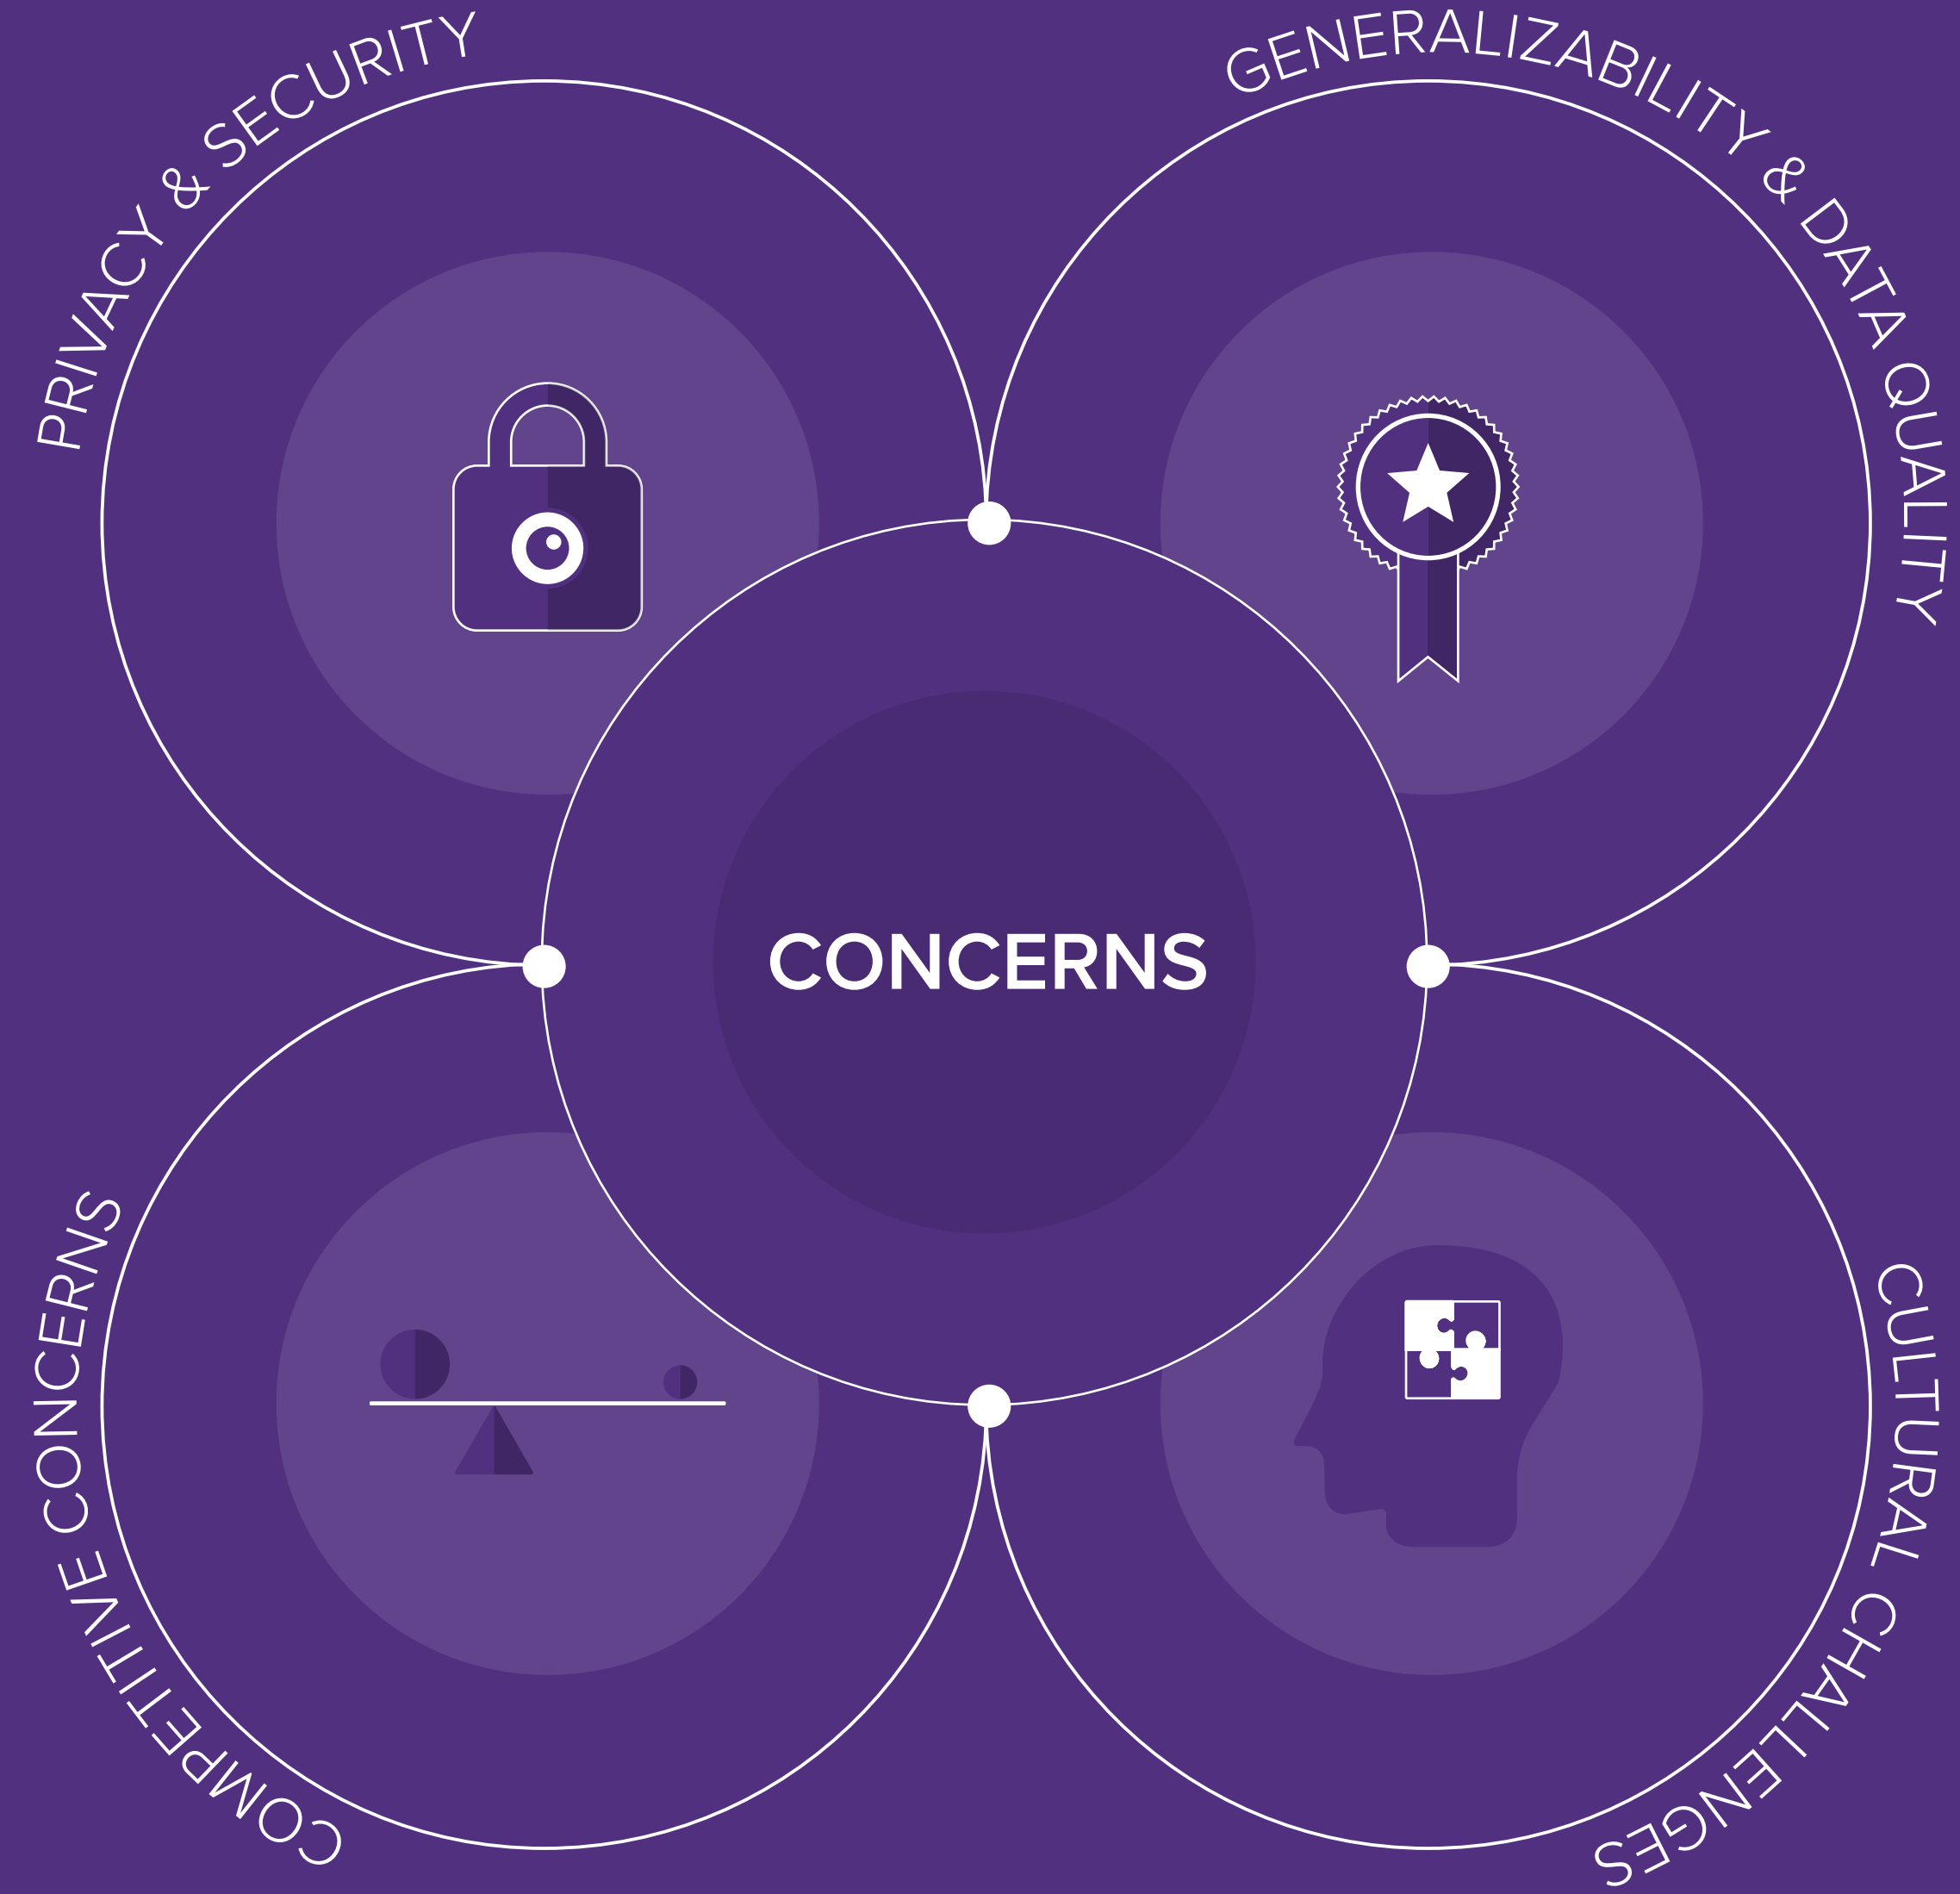 PRIVACY & SECURITY
GENERALIZABILITY & DATA QUALITY
CONCERNS
COMPETITIVE CONCERNS
CULTURAL CHALLENGES